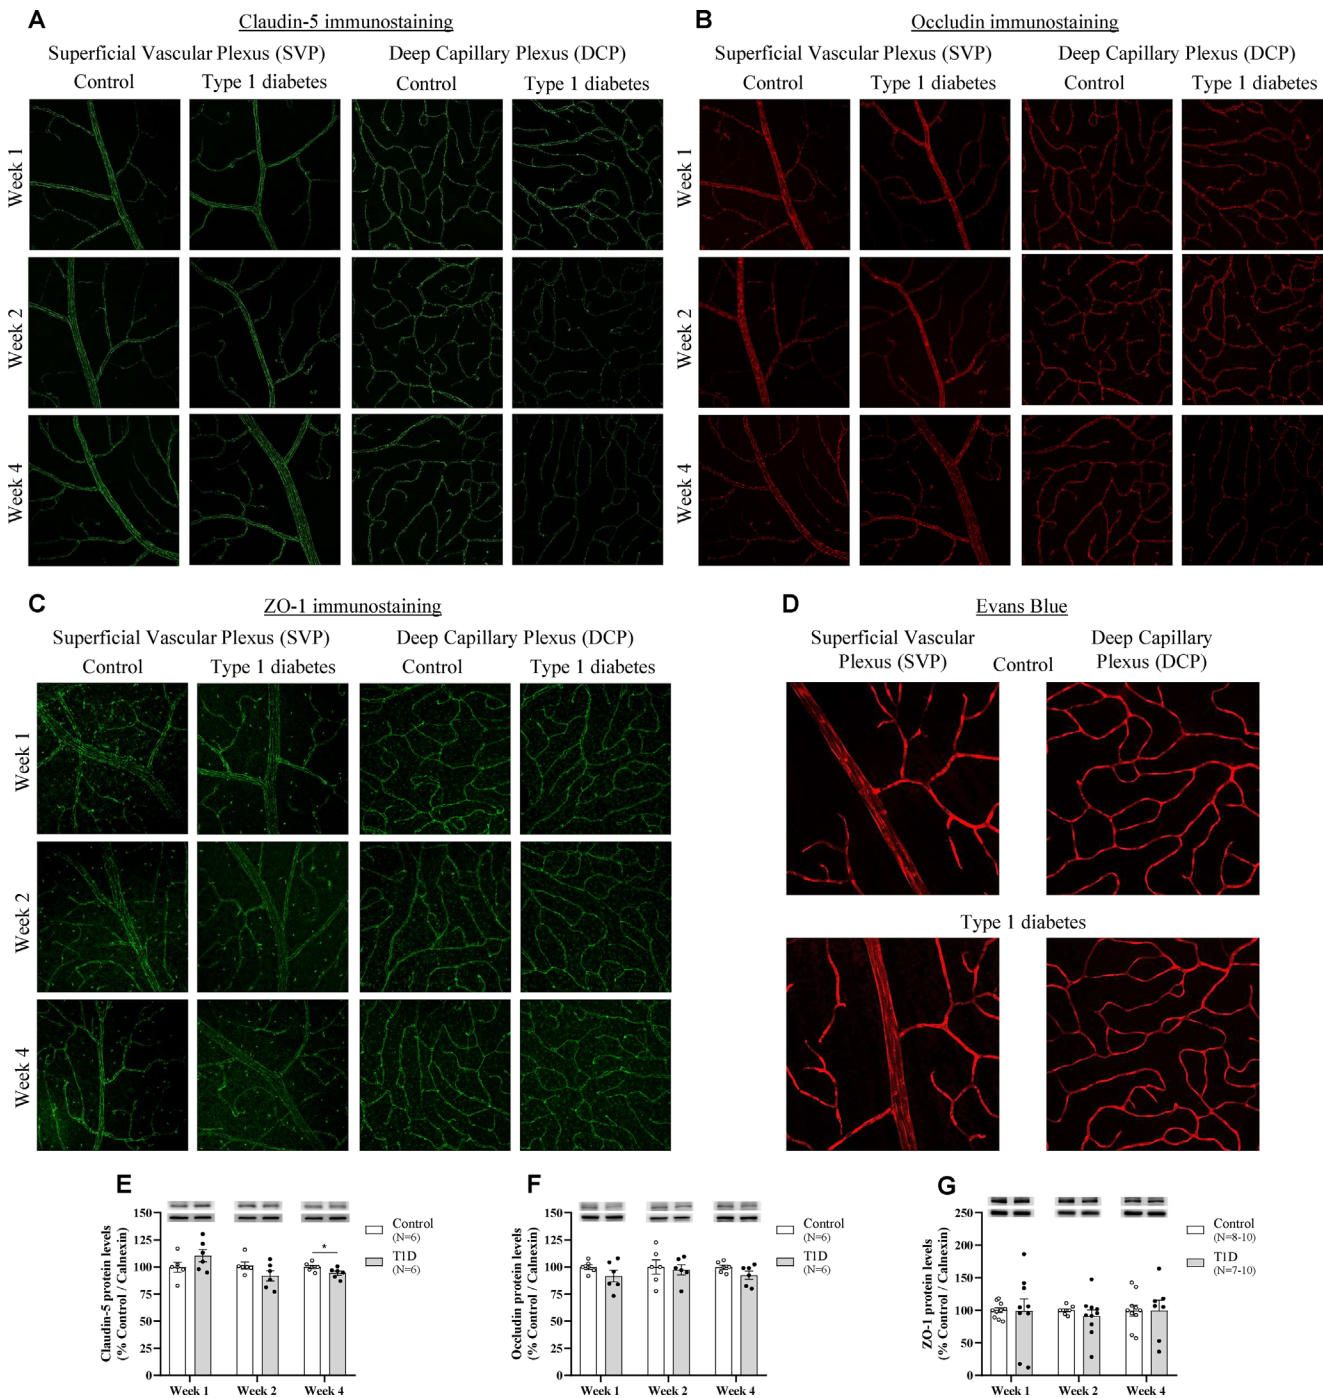 A
Claudin-5 immunostaining
Superficial Vascular Plexus (SVP)
Deep Capillary Plexus (DCP)
Control
Type 1 diabetes
Control
Type 1 diabetes
Week 1
Week 2
Week 4
B
Occludin immunostaining
Superficial Vascular Plexus (SVP)
Deep Capillary Plexus (DCP)
Control
Type 1 diabetes
Control
Type 1 diabetes
Week 1
Week 2
Week 4
C
ZO-1 immunostaining
Superficial Vascular Plexus (SVP)
Deep Capillary Plexus (DCP)
Control
Type 1 diabetes
Control
Type 1 diabetes
Week 1
Week 2
Week 4
D
Evans Blue
Superficial Vascular
Plexus (SVP)
Control
Deep Capillary
Plexus (DCP)
Type 1 diabetes
E
Claudin-5 protein levels
(% Control / Calnexin)
150
125
100
75
50
25
0
*
Week 1
Week 2
Week 4
Control
(N=6)
T1D
(N=6)
F
Occludin protein levels
(% Control / Calnexin)
150
125
100
75
50
25
0
Week 1
Week 2
Week 4
Control
(N=6)
T1D
(N=6)
G
ZO-1 protein levels
(% Control / Calnexin)
250
200
150
100
50
0
Week 1
Week 2
Week 4
Control
(N=8-10)
T1D
(N=7-10)